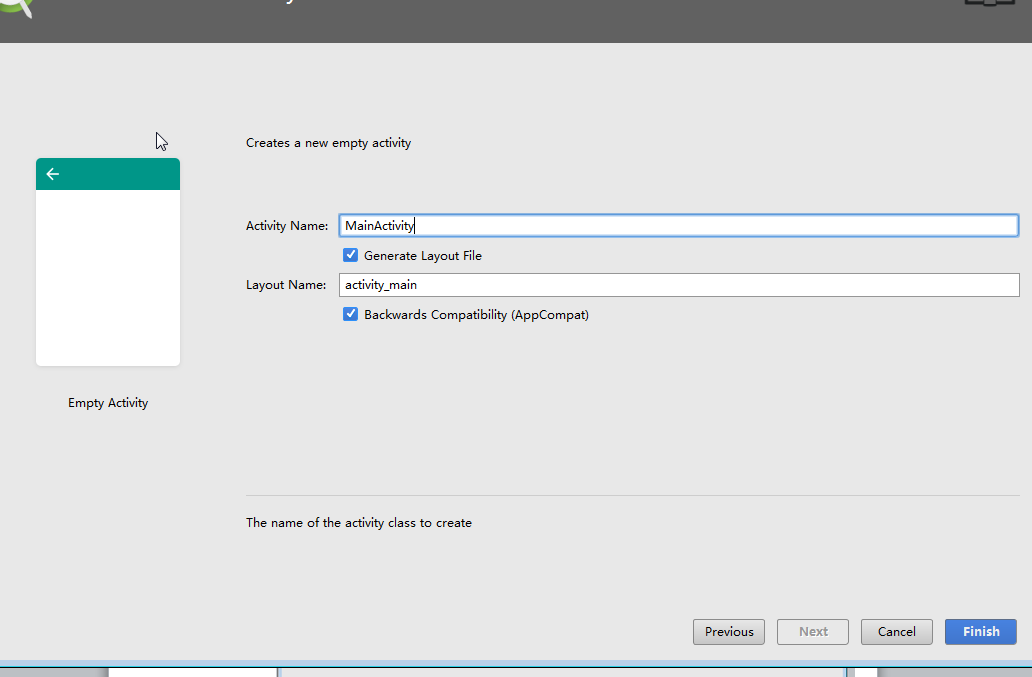 Creates a new empty activity
Activity Name: MainActivity
Generate Layout File
Layout Name: activity_main
Backwards Compatibility (AppCompat)
Empty Activity
The name of the activity class to create
Previous Next Cancel Finish